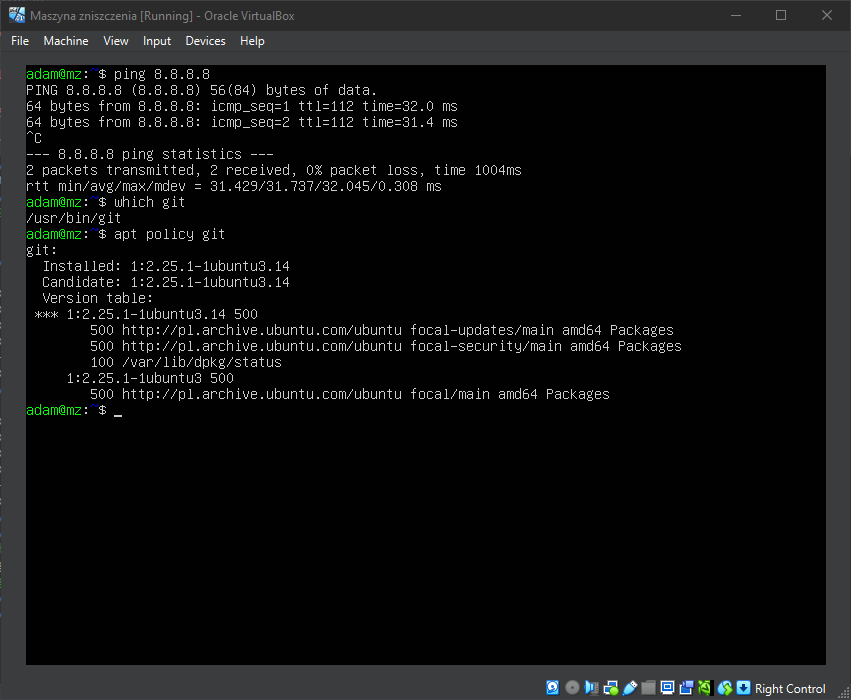 Maszyna zniszczenia [Running] - Oracle VirtualBox
File Machine View Input Devices Help
adam@mz:~$ ping 8.8.8.8
PING 8.8.8.8 (8.8.8.8) 56(84) bytes of data.
64 bytes from 8.8.8.8: icmp_seq=1 ttl=112 time=32.0 ms
64 bytes from 8.8.8.8: icmp_seq=2 ttl=112 time=31.4 ms
^C
--- 8.8.8.8 ping statistics ---
2 packets transmitted, 2 received, 0% packet loss, time 1004ms
rtt min/avg/max/mdev = 31.429/31.737/32.045/0.308 ms
adam@mz:~$ which git
/usr/bin/git
adam@mz:~$ apt policy git
git:
  Installed: 1:2.25.1-1ubuntu3.14
  Candidate: 1:2.25.1-1ubuntu3.14
  Version table:
 *** 1:2.25.1-1ubuntu3.14 500
        500 http://pl.archive.ubuntu.com/ubuntu focal-updates/main amd64 Packages
        500 http://pl.archive.ubuntu.com/ubuntu focal-security/main amd64 Packages
        100 /var/lib/dpkg/status
     1:2.25.1-1ubuntu3 500
        500 http://pl.archive.ubuntu.com/ubuntu focal/main amd64 Packages
adam@mz:~$ _
Right Control